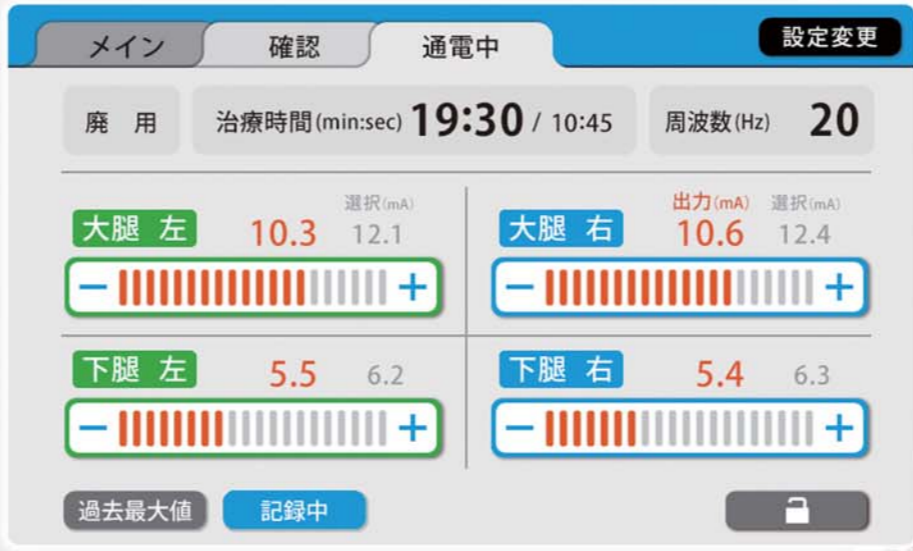 メイン 確認 通電中 設定変更
廃 用 治療時間(min:sec) 19:30 / 10:45 周波数(Hz) 20
選択(mA) 出力(mA) 選択(mA)
大腿 左 10.3 12.1 大腿 右 10.6 12.4
− + − +
下腿 左 5.5 6.2 下腿 右 5.4 6.3
− + − +
過去最大値 記録中